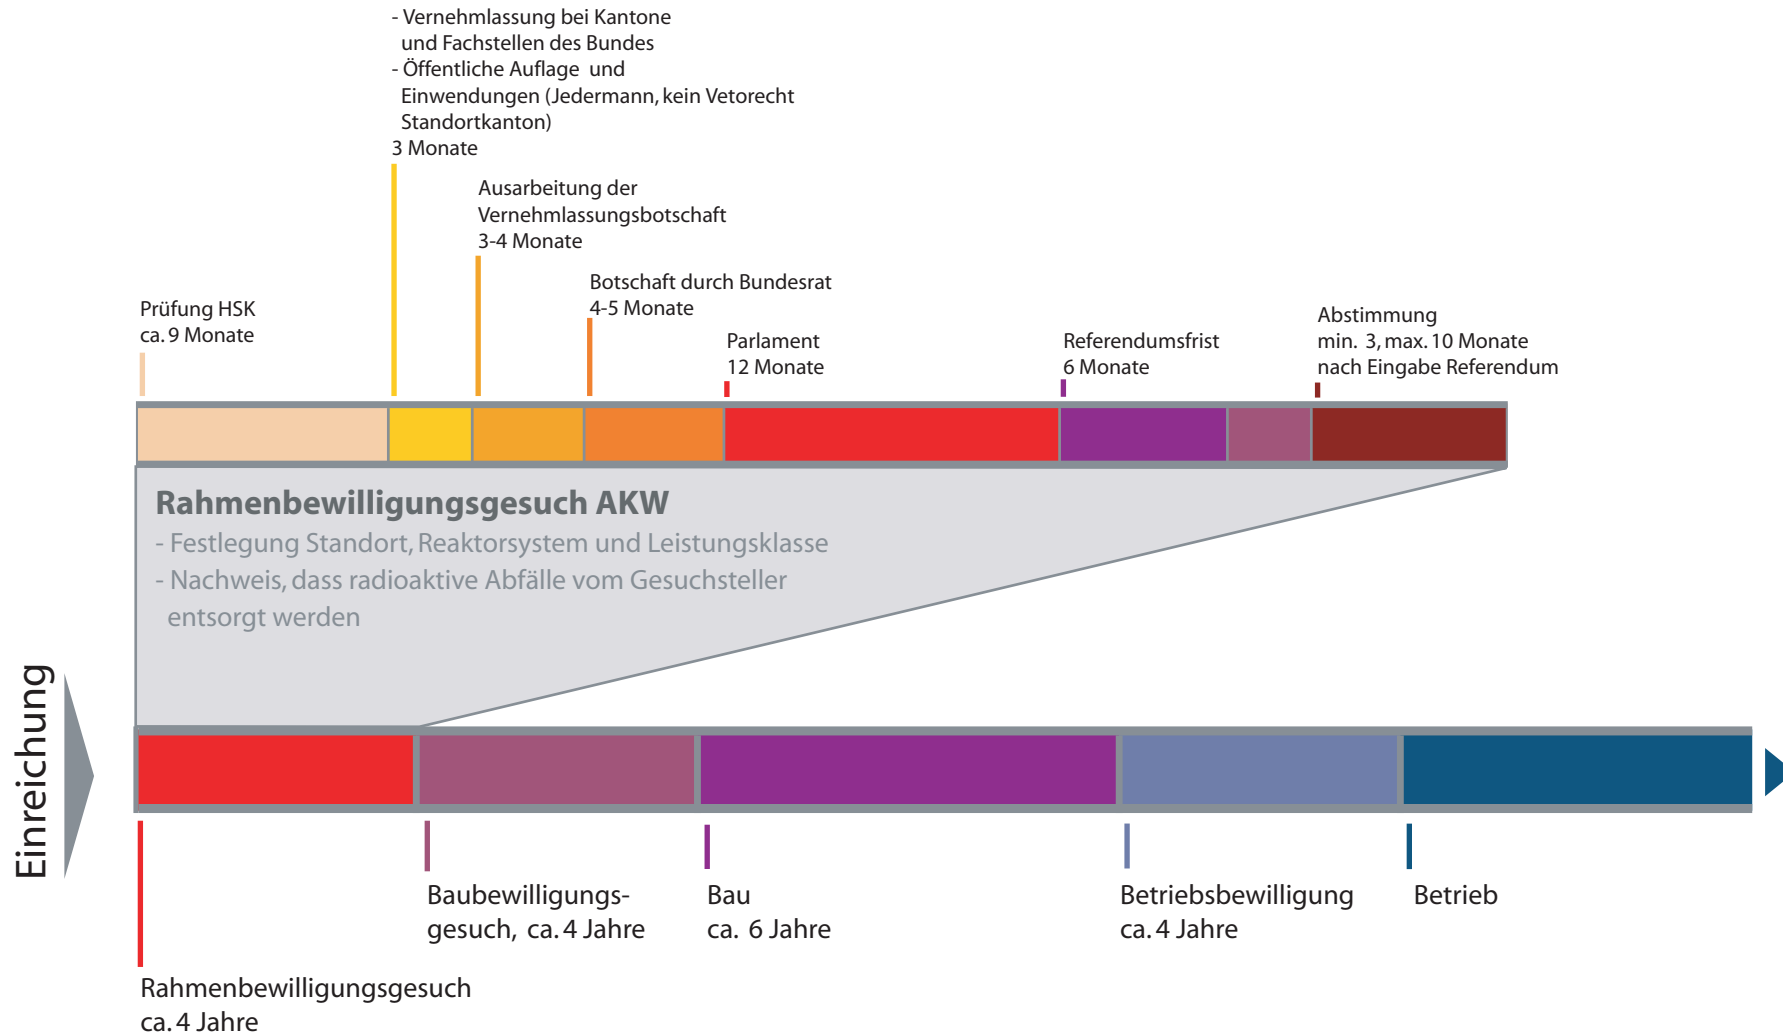 - Vernehmlassung bei Kantone
und Fachstellen des Bundes
- Öffentliche Auflage und
Einwendungen (Jedermann, kein Vetorecht
Standortkanton)
3 Monate
Ausarbeitung der
Vernehmlassungsbotschaft
3-4 Monate
Botschaft durch Bundesrat
4-5 Monate
Prüfung HSK
ca. 9 Monate
Parlament
12 Monate
Referendumsfrist
6 Monate
Abstimmung
min. 3, max. 10 Monate
nach Eingabe Referendum
Rahmenbewilligungsgesuch AKW
- Festlegung Standort, Reaktorsystem und Leistungsklasse
- Nachweis, dass radioaktive Abfälle vom Gesuchsteller
entsorgt werden
Einreichung
Rahmenbewilligungsgesuch
ca. 4 Jahre
Baubewilligungs-
gesuch, ca. 4 Jahre
Bau
ca. 6 Jahre
Betriebsbewilligung
ca. 4 Jahre
Betrieb